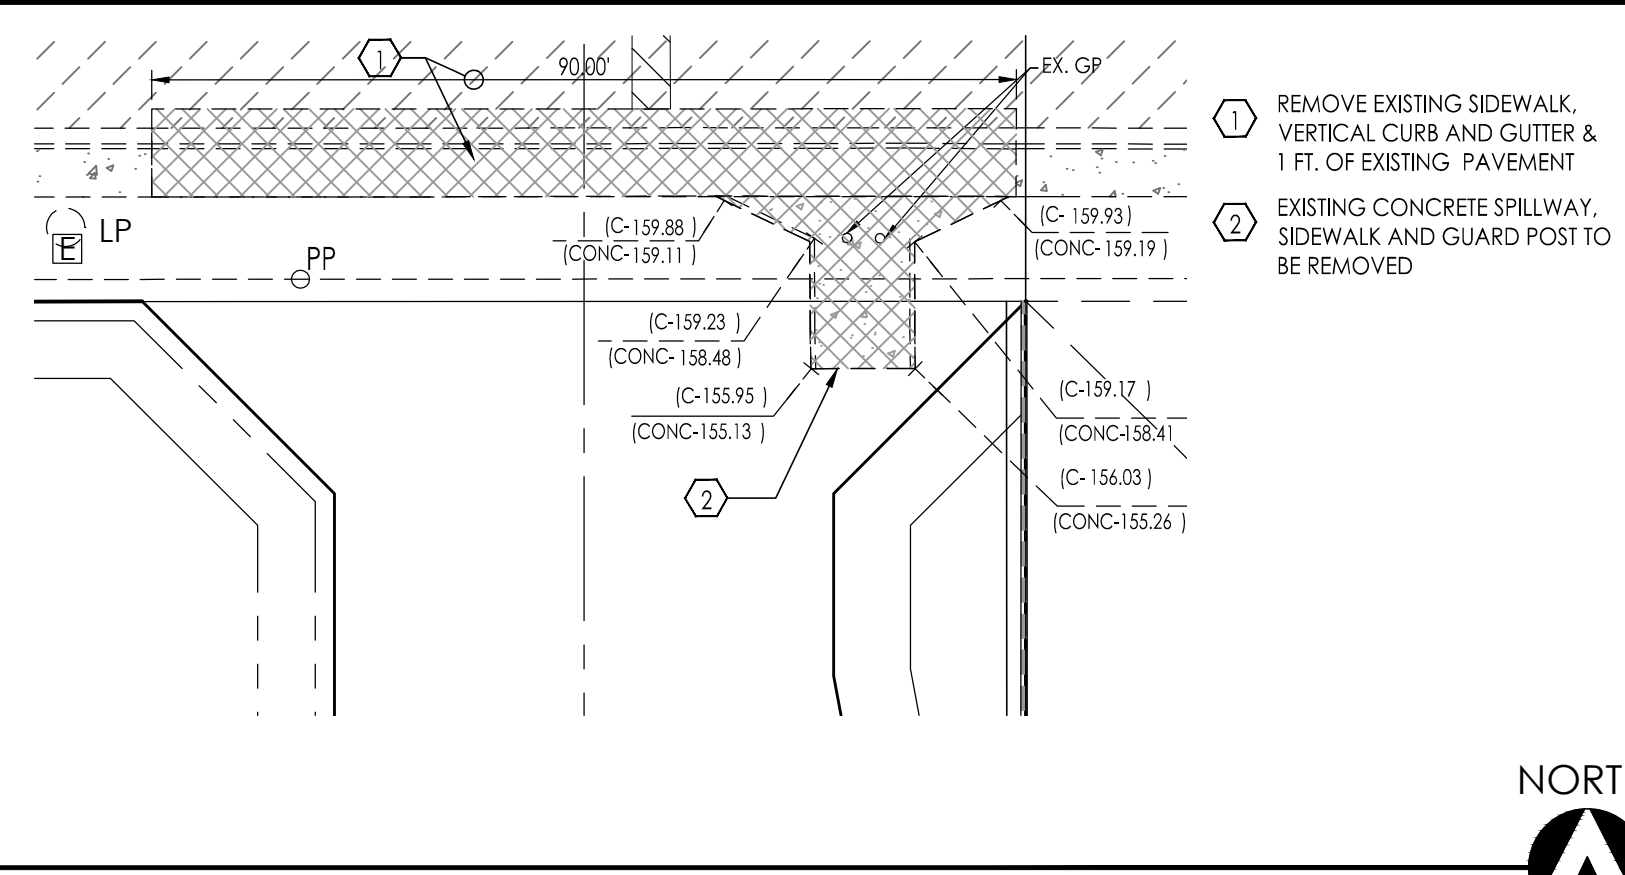 1
90.00'
EX. GP
1
REMOVE EXISTING SIDEWALK,
VERTICAL CURB AND GUTTER &
1 FT. OF EXISTING PAVEMENT
2
EXISTING CONCRETE SPILLWAY,
SIDEWALK AND GUARD POST TO
BE REMOVED
E
LP
PP
(C-159.88 )
(CONC-159.11 )
(C- 159.93)
(CONC-159.19 )
(C-159.23 )
(CONC- 158.48 )
(C-155.95 )
(CONC-155.13 )
(C-159.17 )
(CONC-158.41
(C- 156.03 )
(CONC-155.26 )
2
NORT